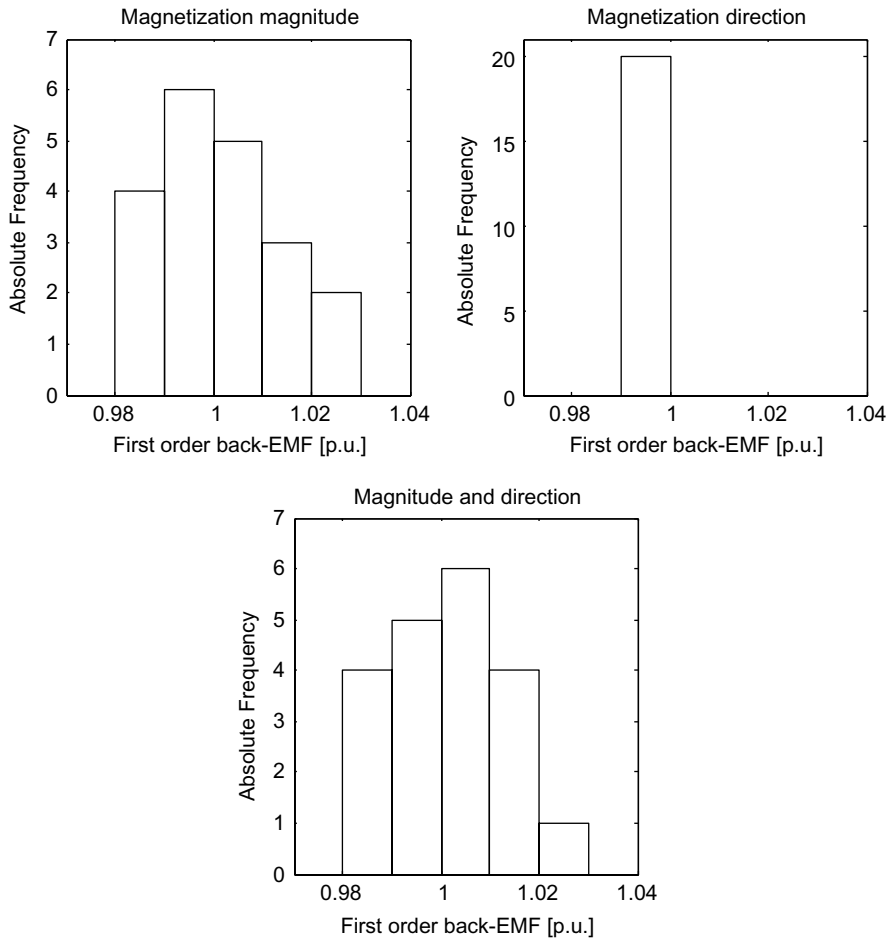 Magnetization magnitude
7
6
5
4
3
2
1
0
Absolute Frequency
0.98 1 1.02 1.04
First order back-EMF [p.u.]
Magnetization direction
20
15
10
5
0
Absolute Frequency
0.98 1 1.02 1.04
First order back-EMF [p.u.]
Magnitude and direction
7
6
5
4
3
2
1
0
Absolute Frequency
0.98 1 1.02 1.04
First order back-EMF [p.u.]